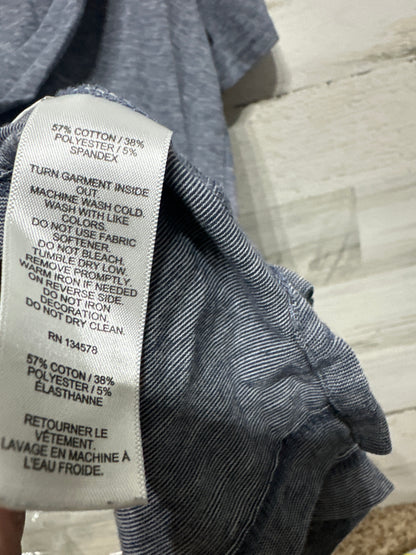 57% COTTON / 38%
POLYESTER / 5%
SPANDEX
TURN GARMENT INSIDE
OUT.
MACHINE WASH COLD.
WASH WITH LIKE
COLORS.
DO NOT USE FABRIC
SOFTENER.
DO NOT BLEACH.
TUMBLE DRY LOW.
REMOVE PROMPTLY.
WARM IRON IF NEEDED
ON REVERSE SIDE.
DO NOT IRON
DECORATION.
DO NOT DRY CLEAN.
RN 134578
57% COTTON / 38%
POLYESTER / 5%
ÉLASTHANNE
RETOURNER LE
VÊTEMENT.
LAVAGE EN MACHINE À
L'EAU FROIDE.